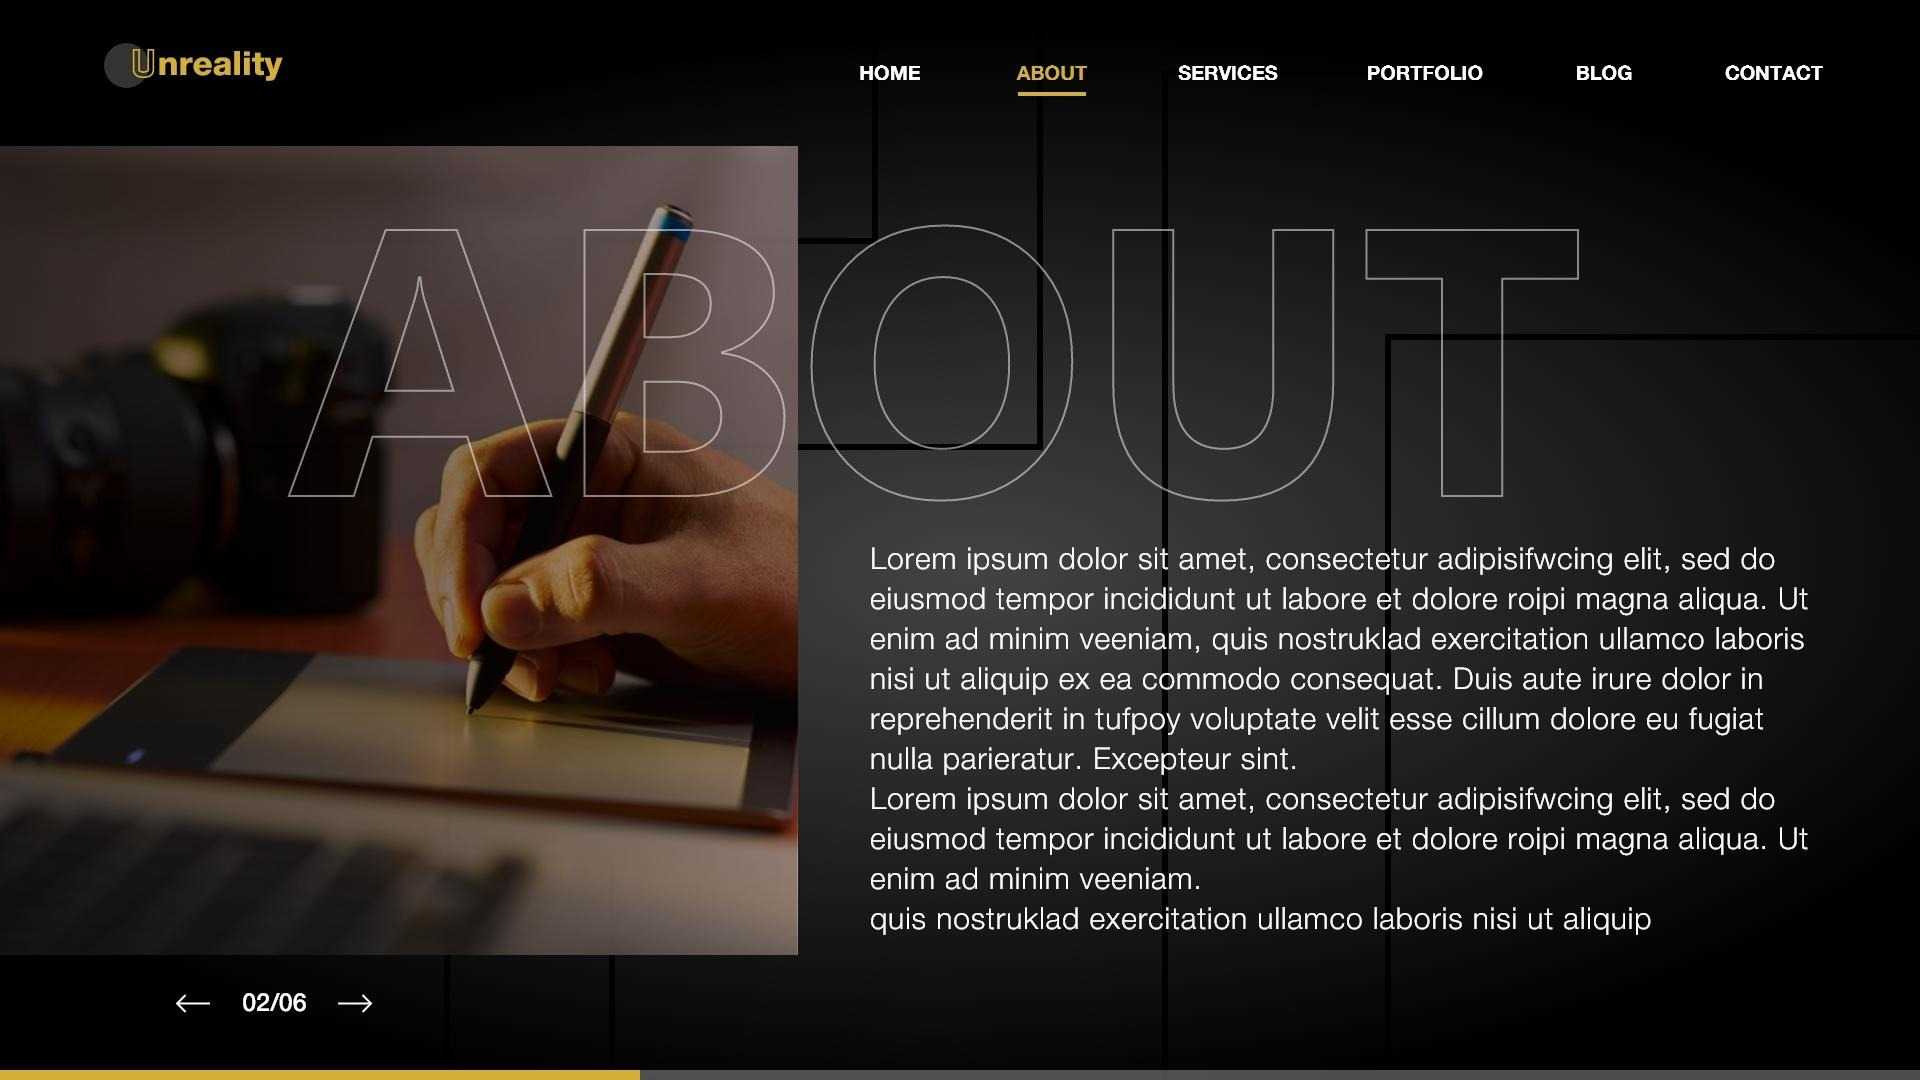 Unreality
HOME ABOUT SERVICES PORTFOLIO BLOG CONTACT
ABOUT
Lorem ipsum dolor sit amet, consectetur adipisifwcing elit, sed do
eiusmod tempor incididunt ut labore et dolore roipi magna aliqua. Ut
enim ad minim veeniam, quis nostruklad exercitation ullamco laboris
nisi ut aliquip ex ea commodo consequat. Duis aute irure dolor in
reprehenderit in tufpoy voluptate velit esse cillum dolore eu fugiat
nulla parieratur. Excepteur sint.
Lorem ipsum dolor sit amet, consectetur adipisifwcing elit, sed do
eiusmod tempor incididunt ut labore et dolore roipi magna aliqua. Ut
enim ad minim veeniam.
quis nostruklad exercitation ullamco laboris nisi ut aliquip
02/06